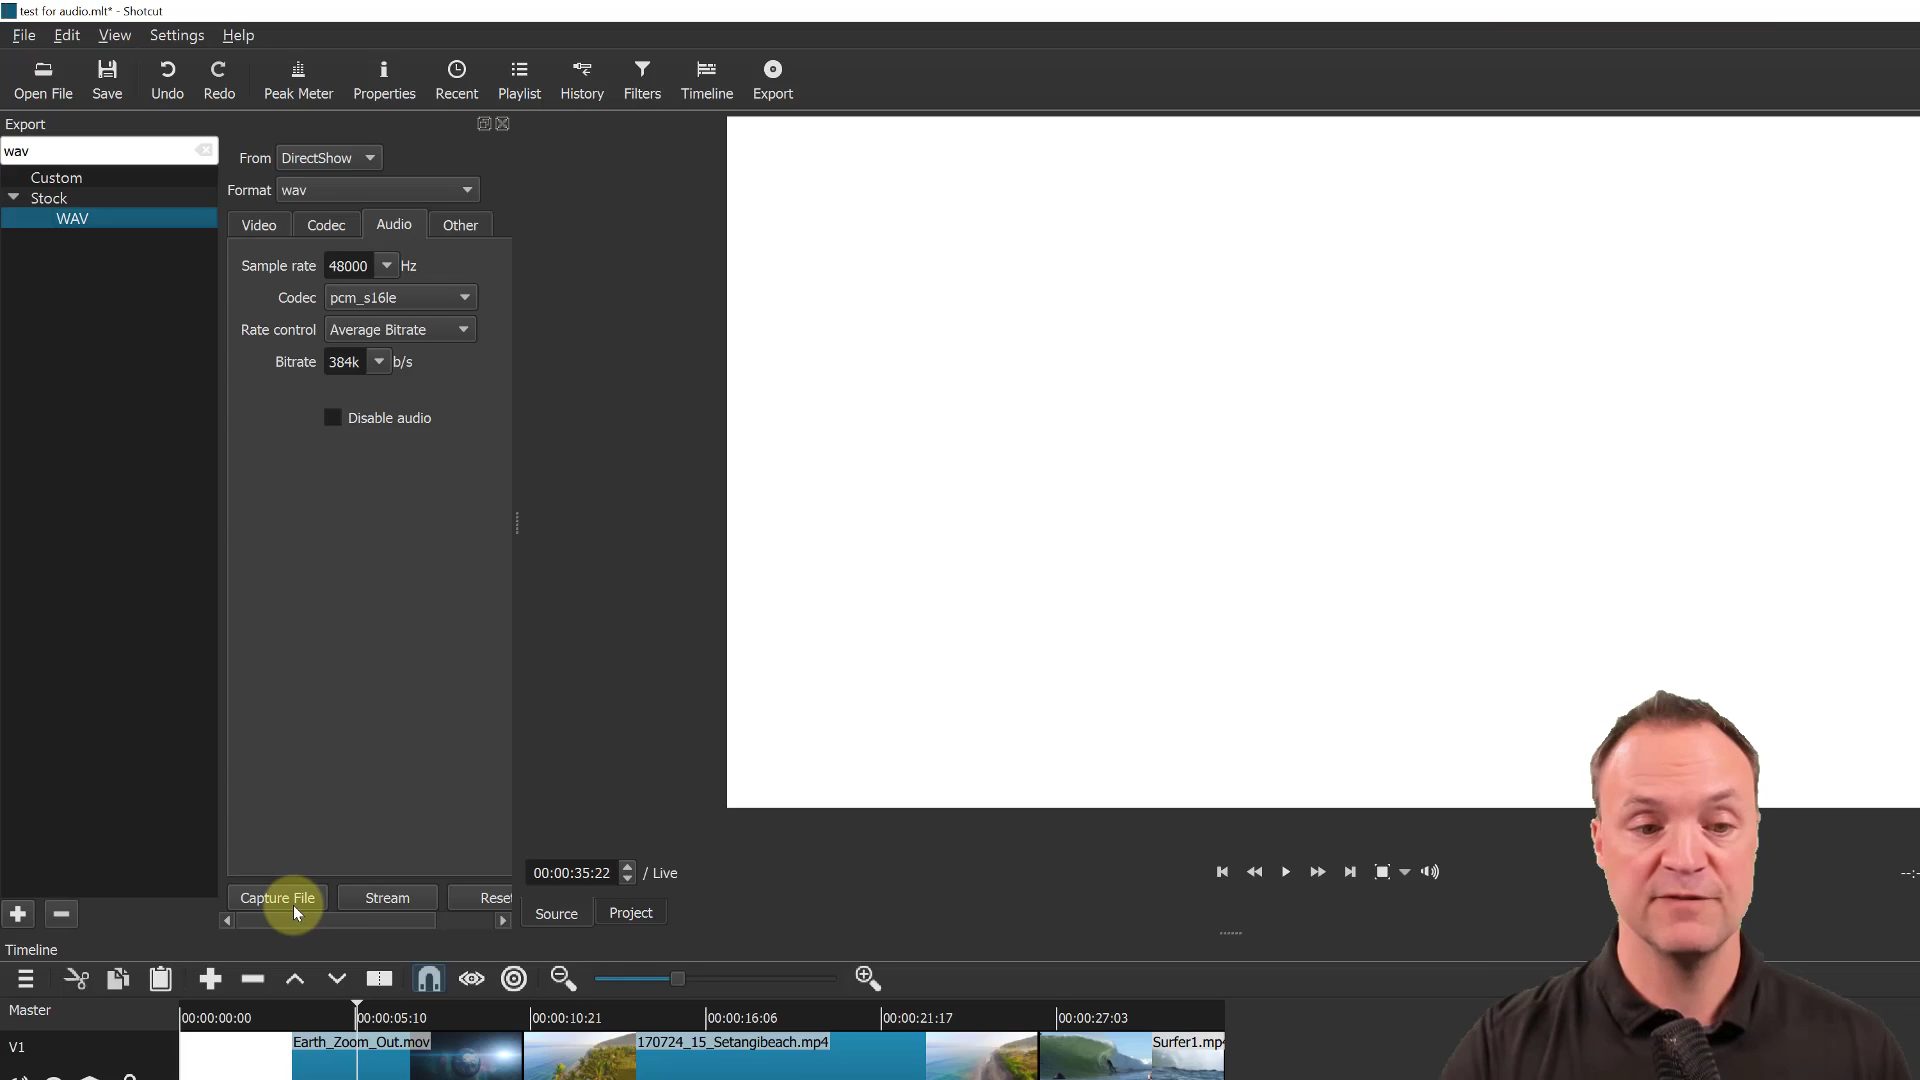 test for audio.mlt* - Shotcut
File Edit View Settings Help
Open File Save Undo Redo Peak Meter Properties Recent Playlist History Filters Timeline Export
Export
wav
Custom
Stock
WAV
From DirectShow
Format wav
Video Codec Audio Other
Sample rate 48000 Hz
Codec pcm_s16le
Rate control Average Bitrate
Bitrate 384k b/s
Disable audio
Capture File Stream Reset
00:00:35:22 / Live
--:-
Source Project
Timeline
Master
00:00:00:00 00:00:05:10 00:00:10:21 00:00:16:06 00:00:21:17 00:00:27:03
V1
Earth_Zoom_Out.mov 170724_15_Setangibeach.mp4 Surfer1.mp4